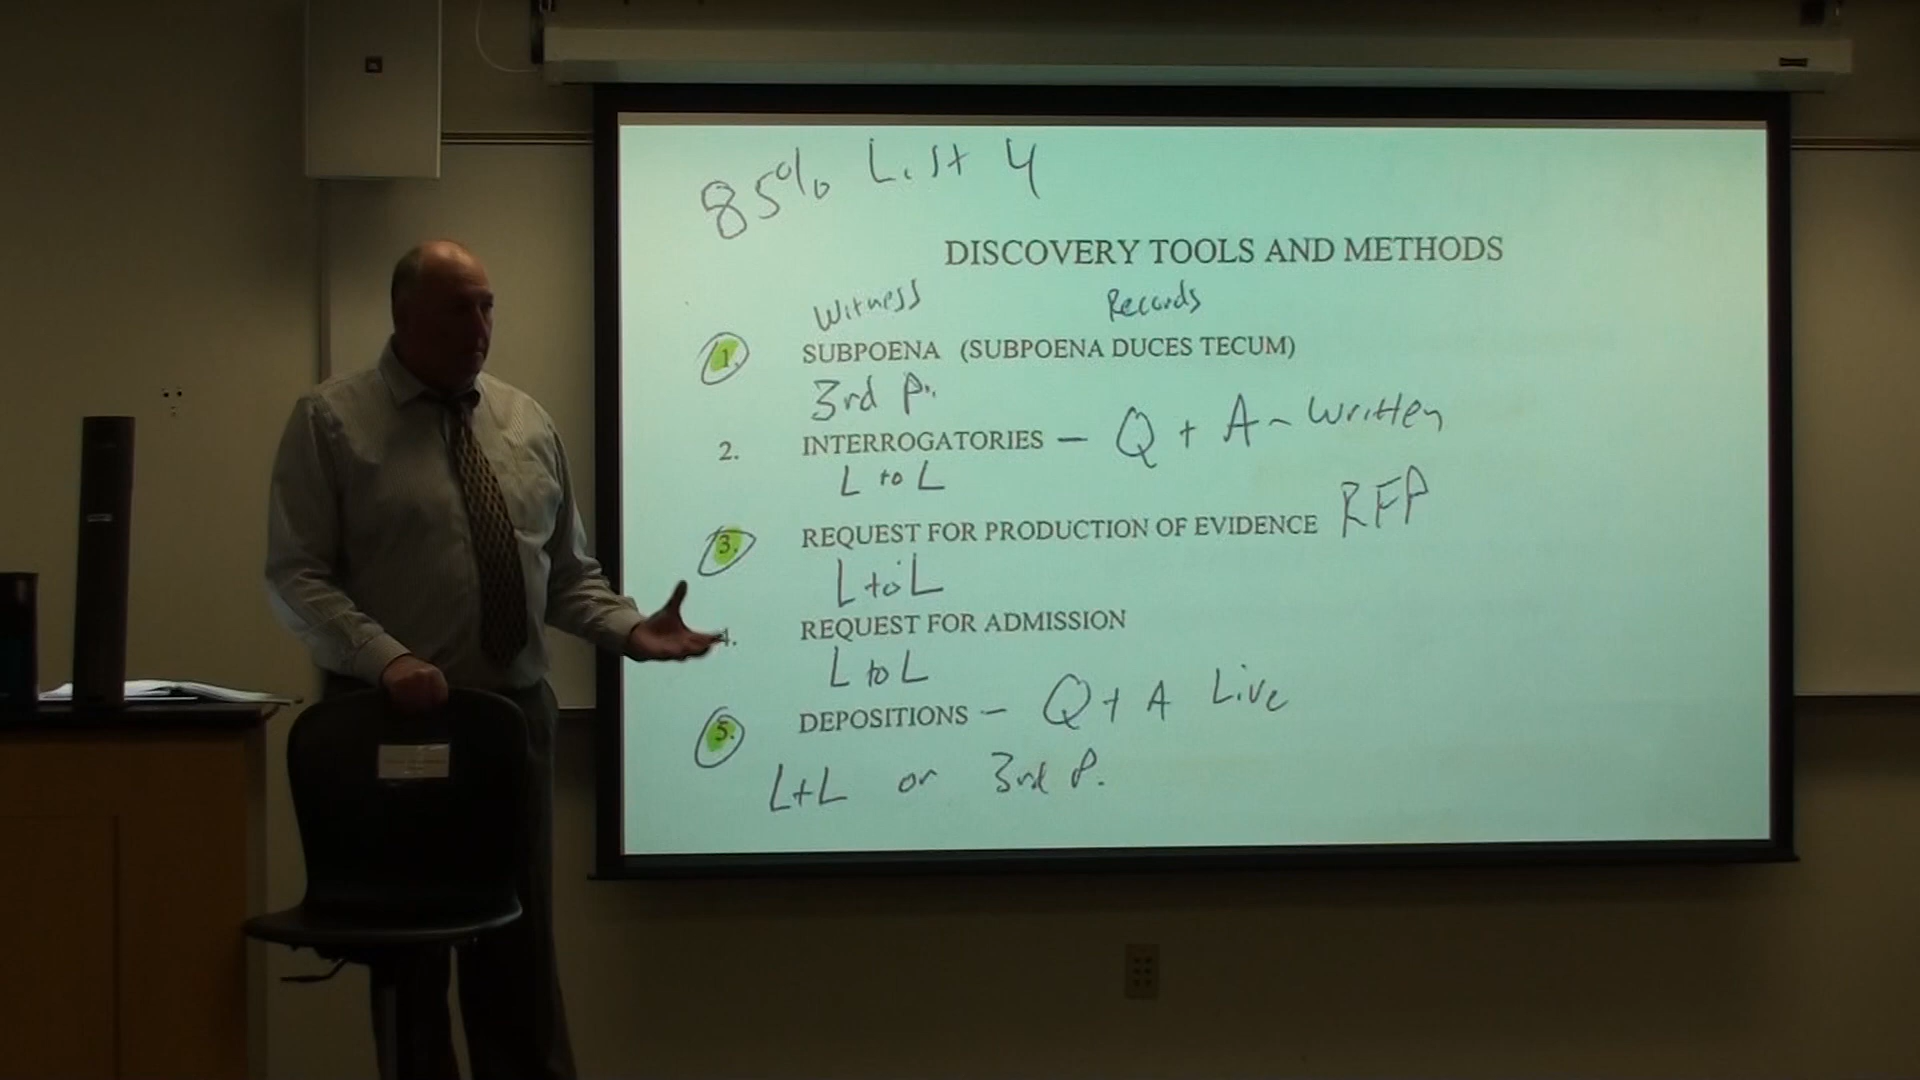 85% List 4
DISCOVERY TOOLS AND METHODS
Witness Records
1. SUBPOENA (SUBPOENA DUCES TECUM)
3rd P.
2. INTERROGATORIES — Q + A - written
L to L
3. REQUEST FOR PRODUCTION OF EVIDENCE RFP
L to L
4. REQUEST FOR ADMISSION
L to L
5. DEPOSITIONS — Q + A Live
L+L or 3rd P.